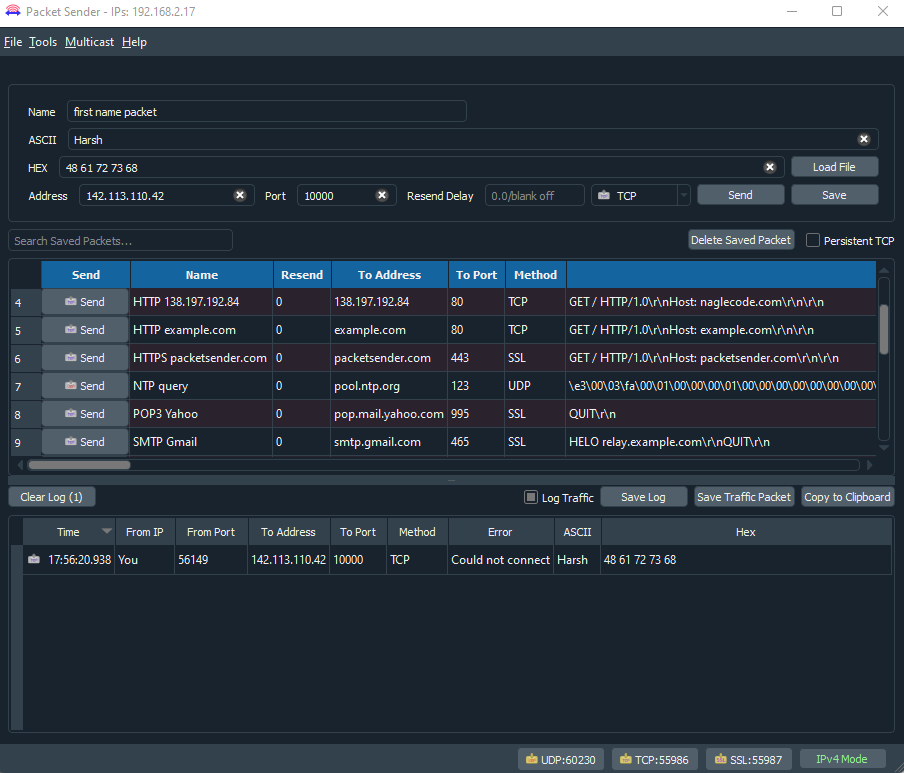 Packet Sender - IPs: 192.168.2.17
File Tools Multicast Help
Name first name packet
ASCII Harsh
HEX 48 61 72 73 68 Load File
Address 142.113.110.42 Port 10000 Resend Delay 0.0/blank off TCP Send Save
Search Saved Packets... Delete Saved Packet Persistent TCP
Send Name Resend To Address To Port Method
4 Send HTTP 138.197.192.84 0 138.197.192.84 80 TCP GET / HTTP/1.0\r\nHost: naglecode.com\r\n\r\n
5 Send HTTP example.com 0 example.com 80 TCP GET / HTTP/1.0\r\nHost: example.com\r\n\r\n
6 Send HTTPS packetsender.com 0 packetsender.com 443 SSL GET / HTTP/1.0\r\nHost: packetsender.com\r\n\r\n
7 Send NTP query 0 pool.ntp.org 123 UDP \e3\00\03\fa\00\01\00\00\00\01\00\00\00\00\00\00\00\00\
8 Send POP3 Yahoo 0 pop.mail.yahoo.com 995 SSL QUIT\r\n
9 Send SMTP Gmail 0 smtp.gmail.com 465 SSL HELO relay.example.com\r\nQUIT\r\n
Clear Log (1) Log Traffic Save Log Save Traffic Packet Copy to Clipboard
Time From IP From Port To Address To Port Method Error ASCII Hex
17:56:20.938 You 56149 142.113.110.42 10000 TCP Could not connect Harsh 48 61 72 73 68
UDP:60230 TCP:55986 SSL:55987 IPv4 Mode